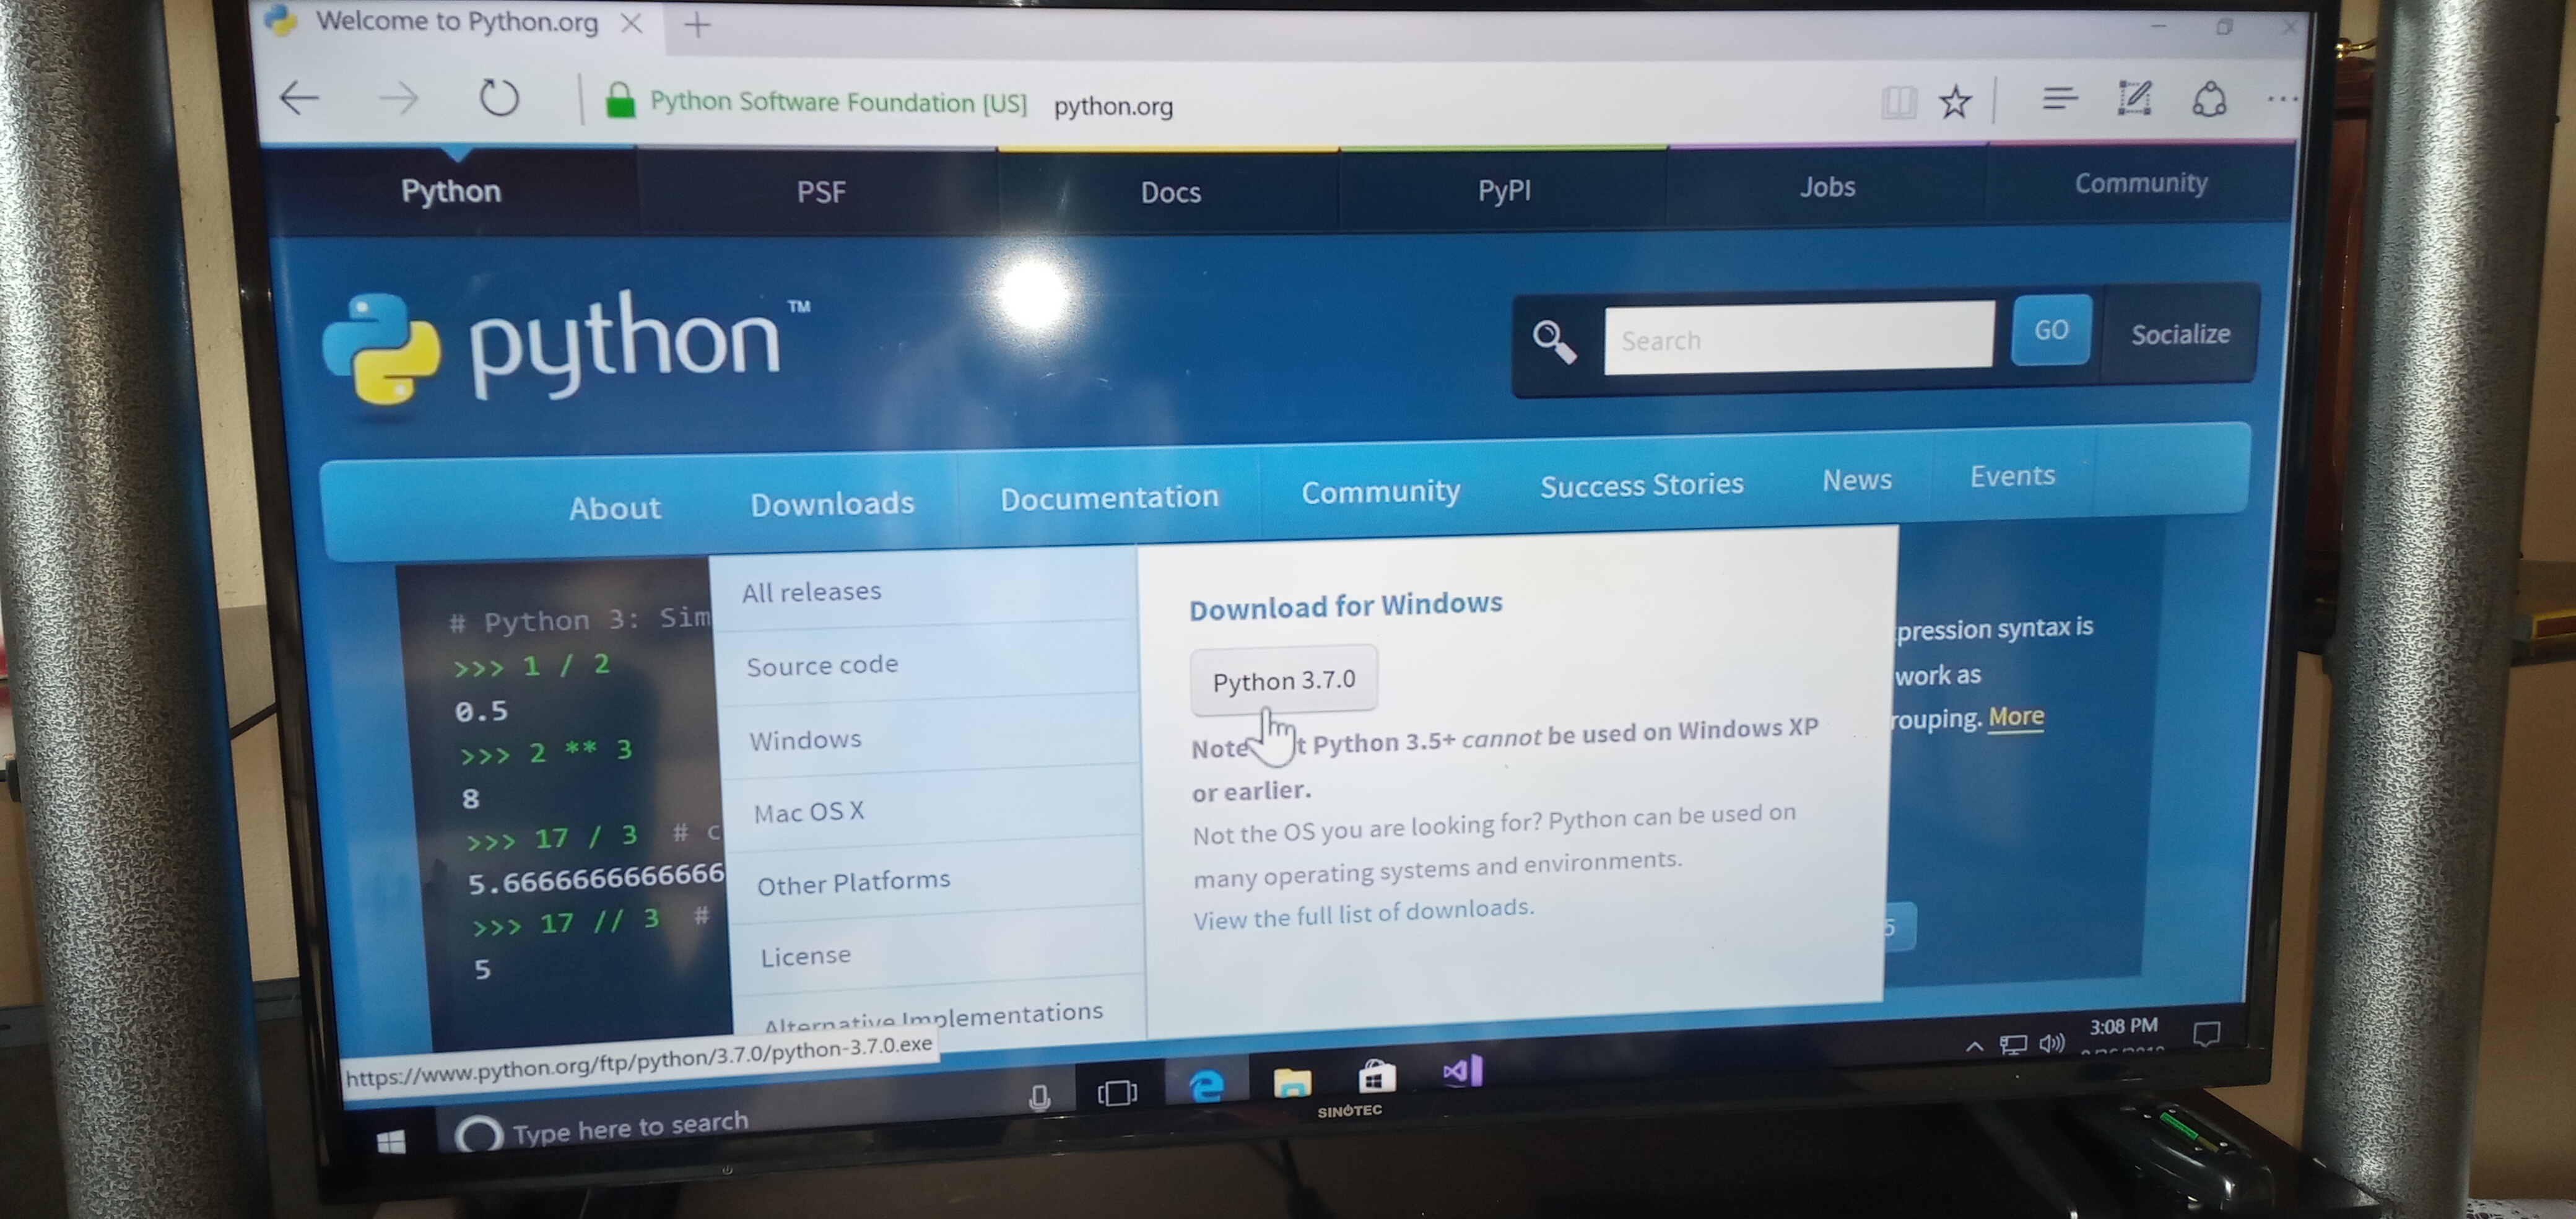 Welcome to Python.org
Python Software Foundation [US] python.org
Python PSF Docs PyPI Jobs Community
python™
Search GO Socialize
About Downloads Documentation Community Success Stories News Events
# Python 3: Sim
>>> 1 / 2
0.5
>>> 2 ** 3
8
>>> 17 / 3 # c
5.6666666666666
>>> 17 // 3 #
5
All releases
Source code
Windows
Mac OS X
Other Platforms
License
Alternative Implementations
Download for Windows
Python 3.7.0
Note t Python 3.5+ cannot be used on Windows XP
or earlier.
Not the OS you are looking for? Python can be used on
many operating systems and environments.
View the full list of downloads.
pression syntax is
work as
rouping. More
5
https://www.python.org/ftp/python/3.7.0/python-3.7.0.exe
Type here to search
3:08 PM
SINOTEC